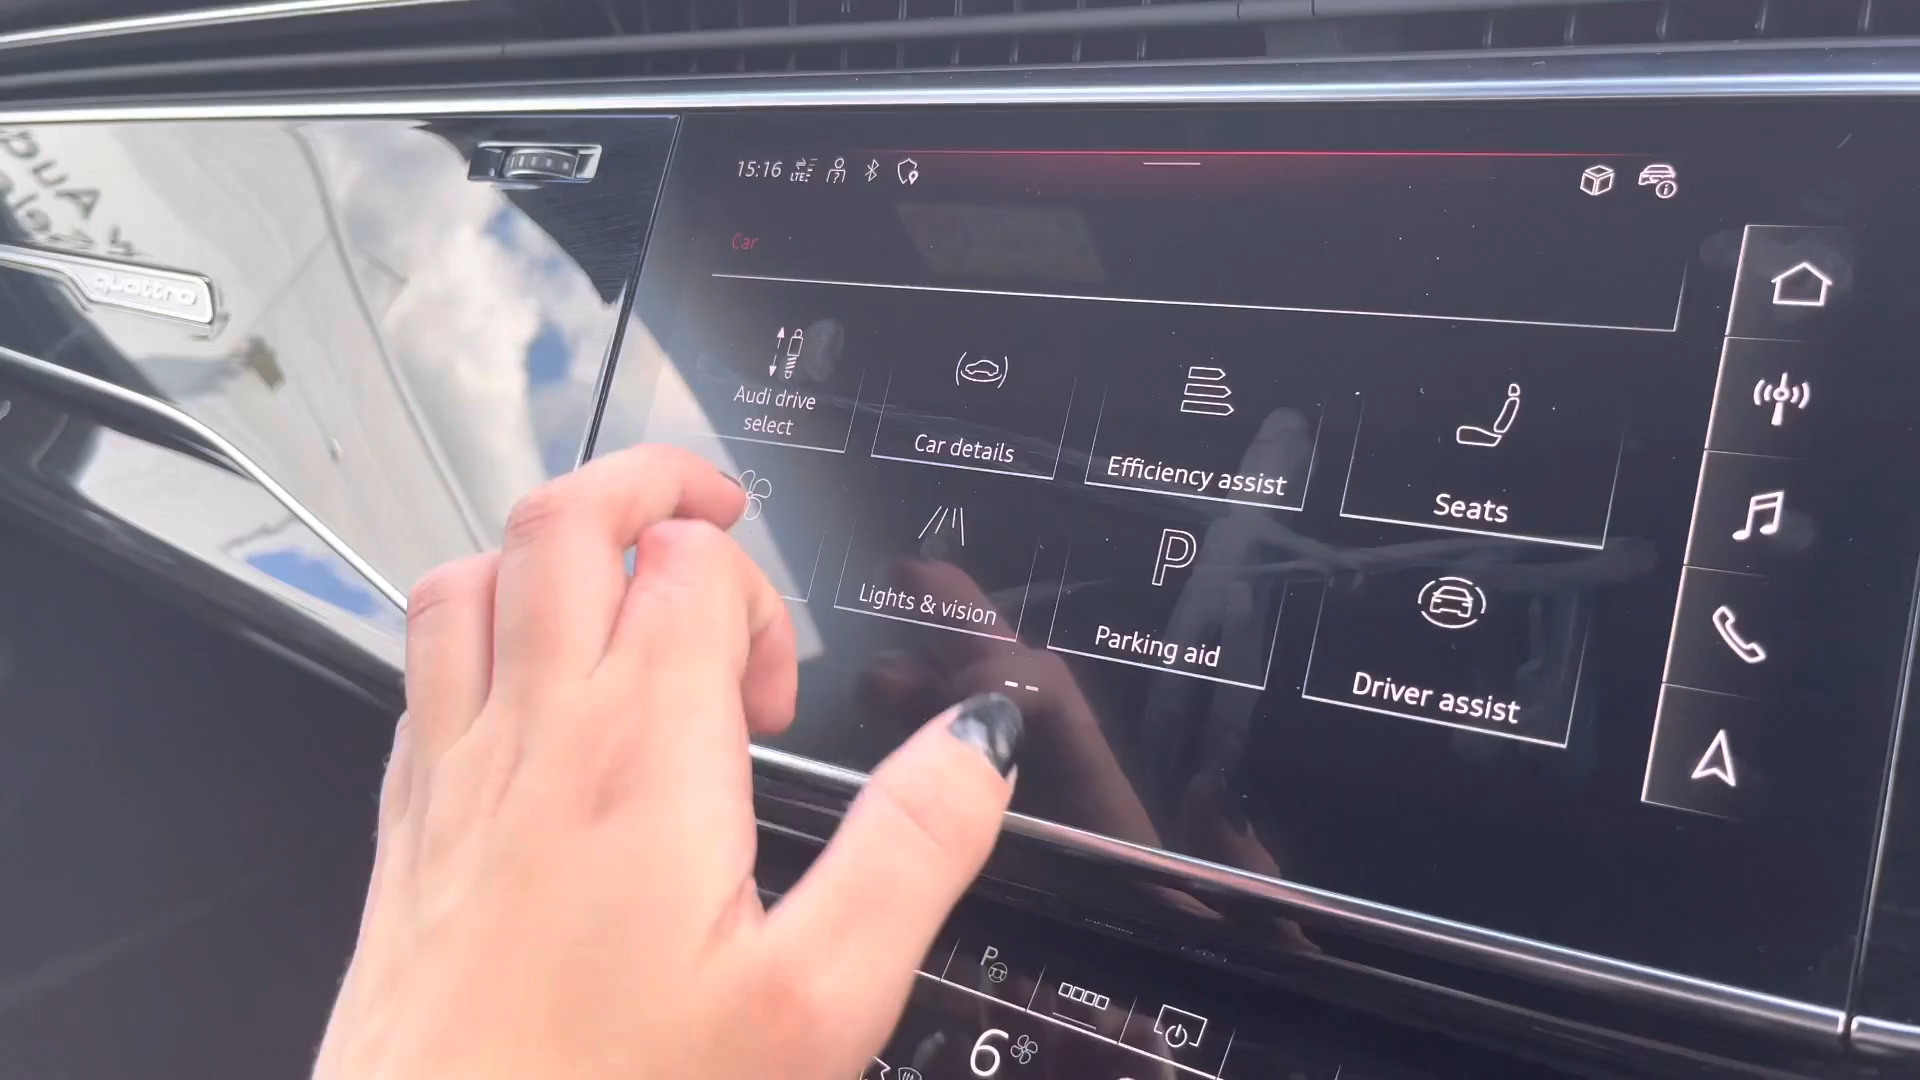 15:16
LTE
Car
Audi drive
select
Car details
Efficiency assist
Seats
Lights & vision
P
Parking aid
Driver assist
quattro
P
6